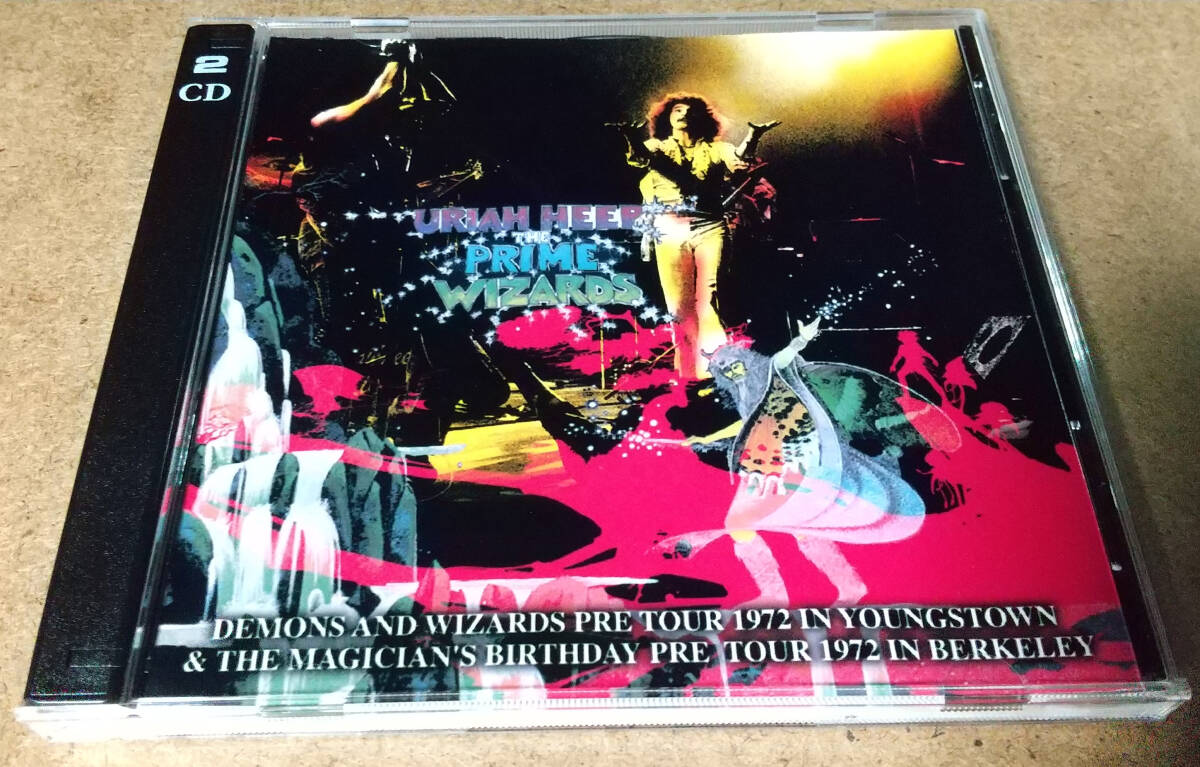 2
CD
URIAH HEEP
THE
PRIME
WIZARDS
DEMONS AND WIZARDS PRE TOUR 1972 IN YOUNGSTOWN
& THE MAGICIAN'S BIRTHDAY PRE TOUR 1972 IN BERKELEY